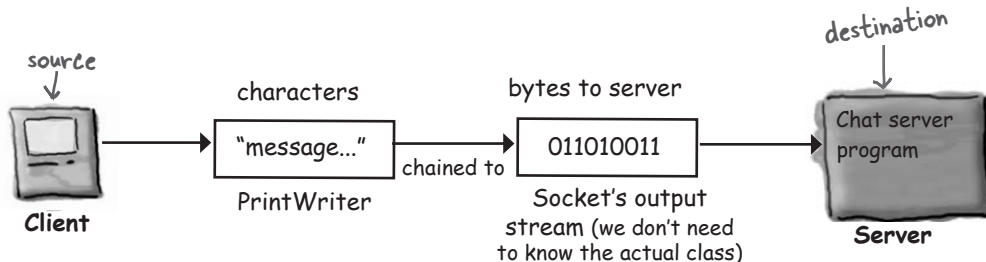 source
destination
characters
bytes to server
"message..."
chained to
011010011
Chat server
program
Client
PrintWriter
Socket's output
stream (we don't need
to know the actual class)
Server